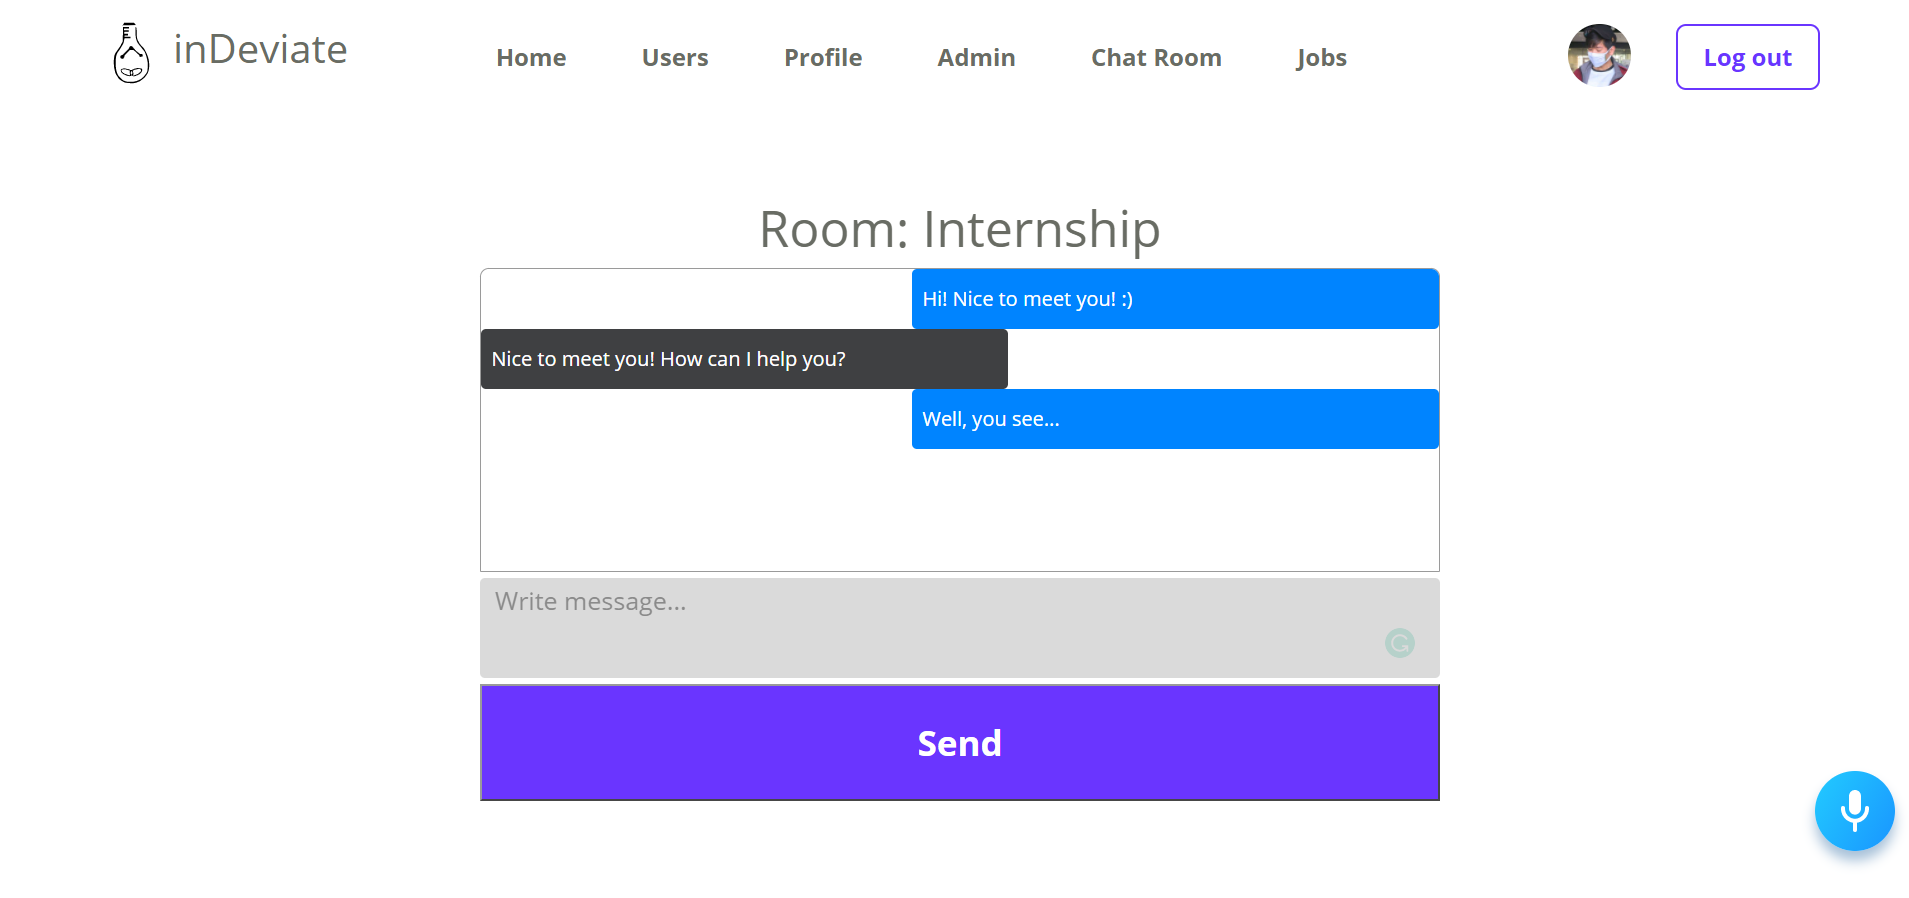 inDeviate
Home Users Profile Admin Chat Room Jobs
Log out
Room: Internship
Hi! Nice to meet you! :)
Nice to meet you! How can I help you?
Well, you see...
Write message...
Send